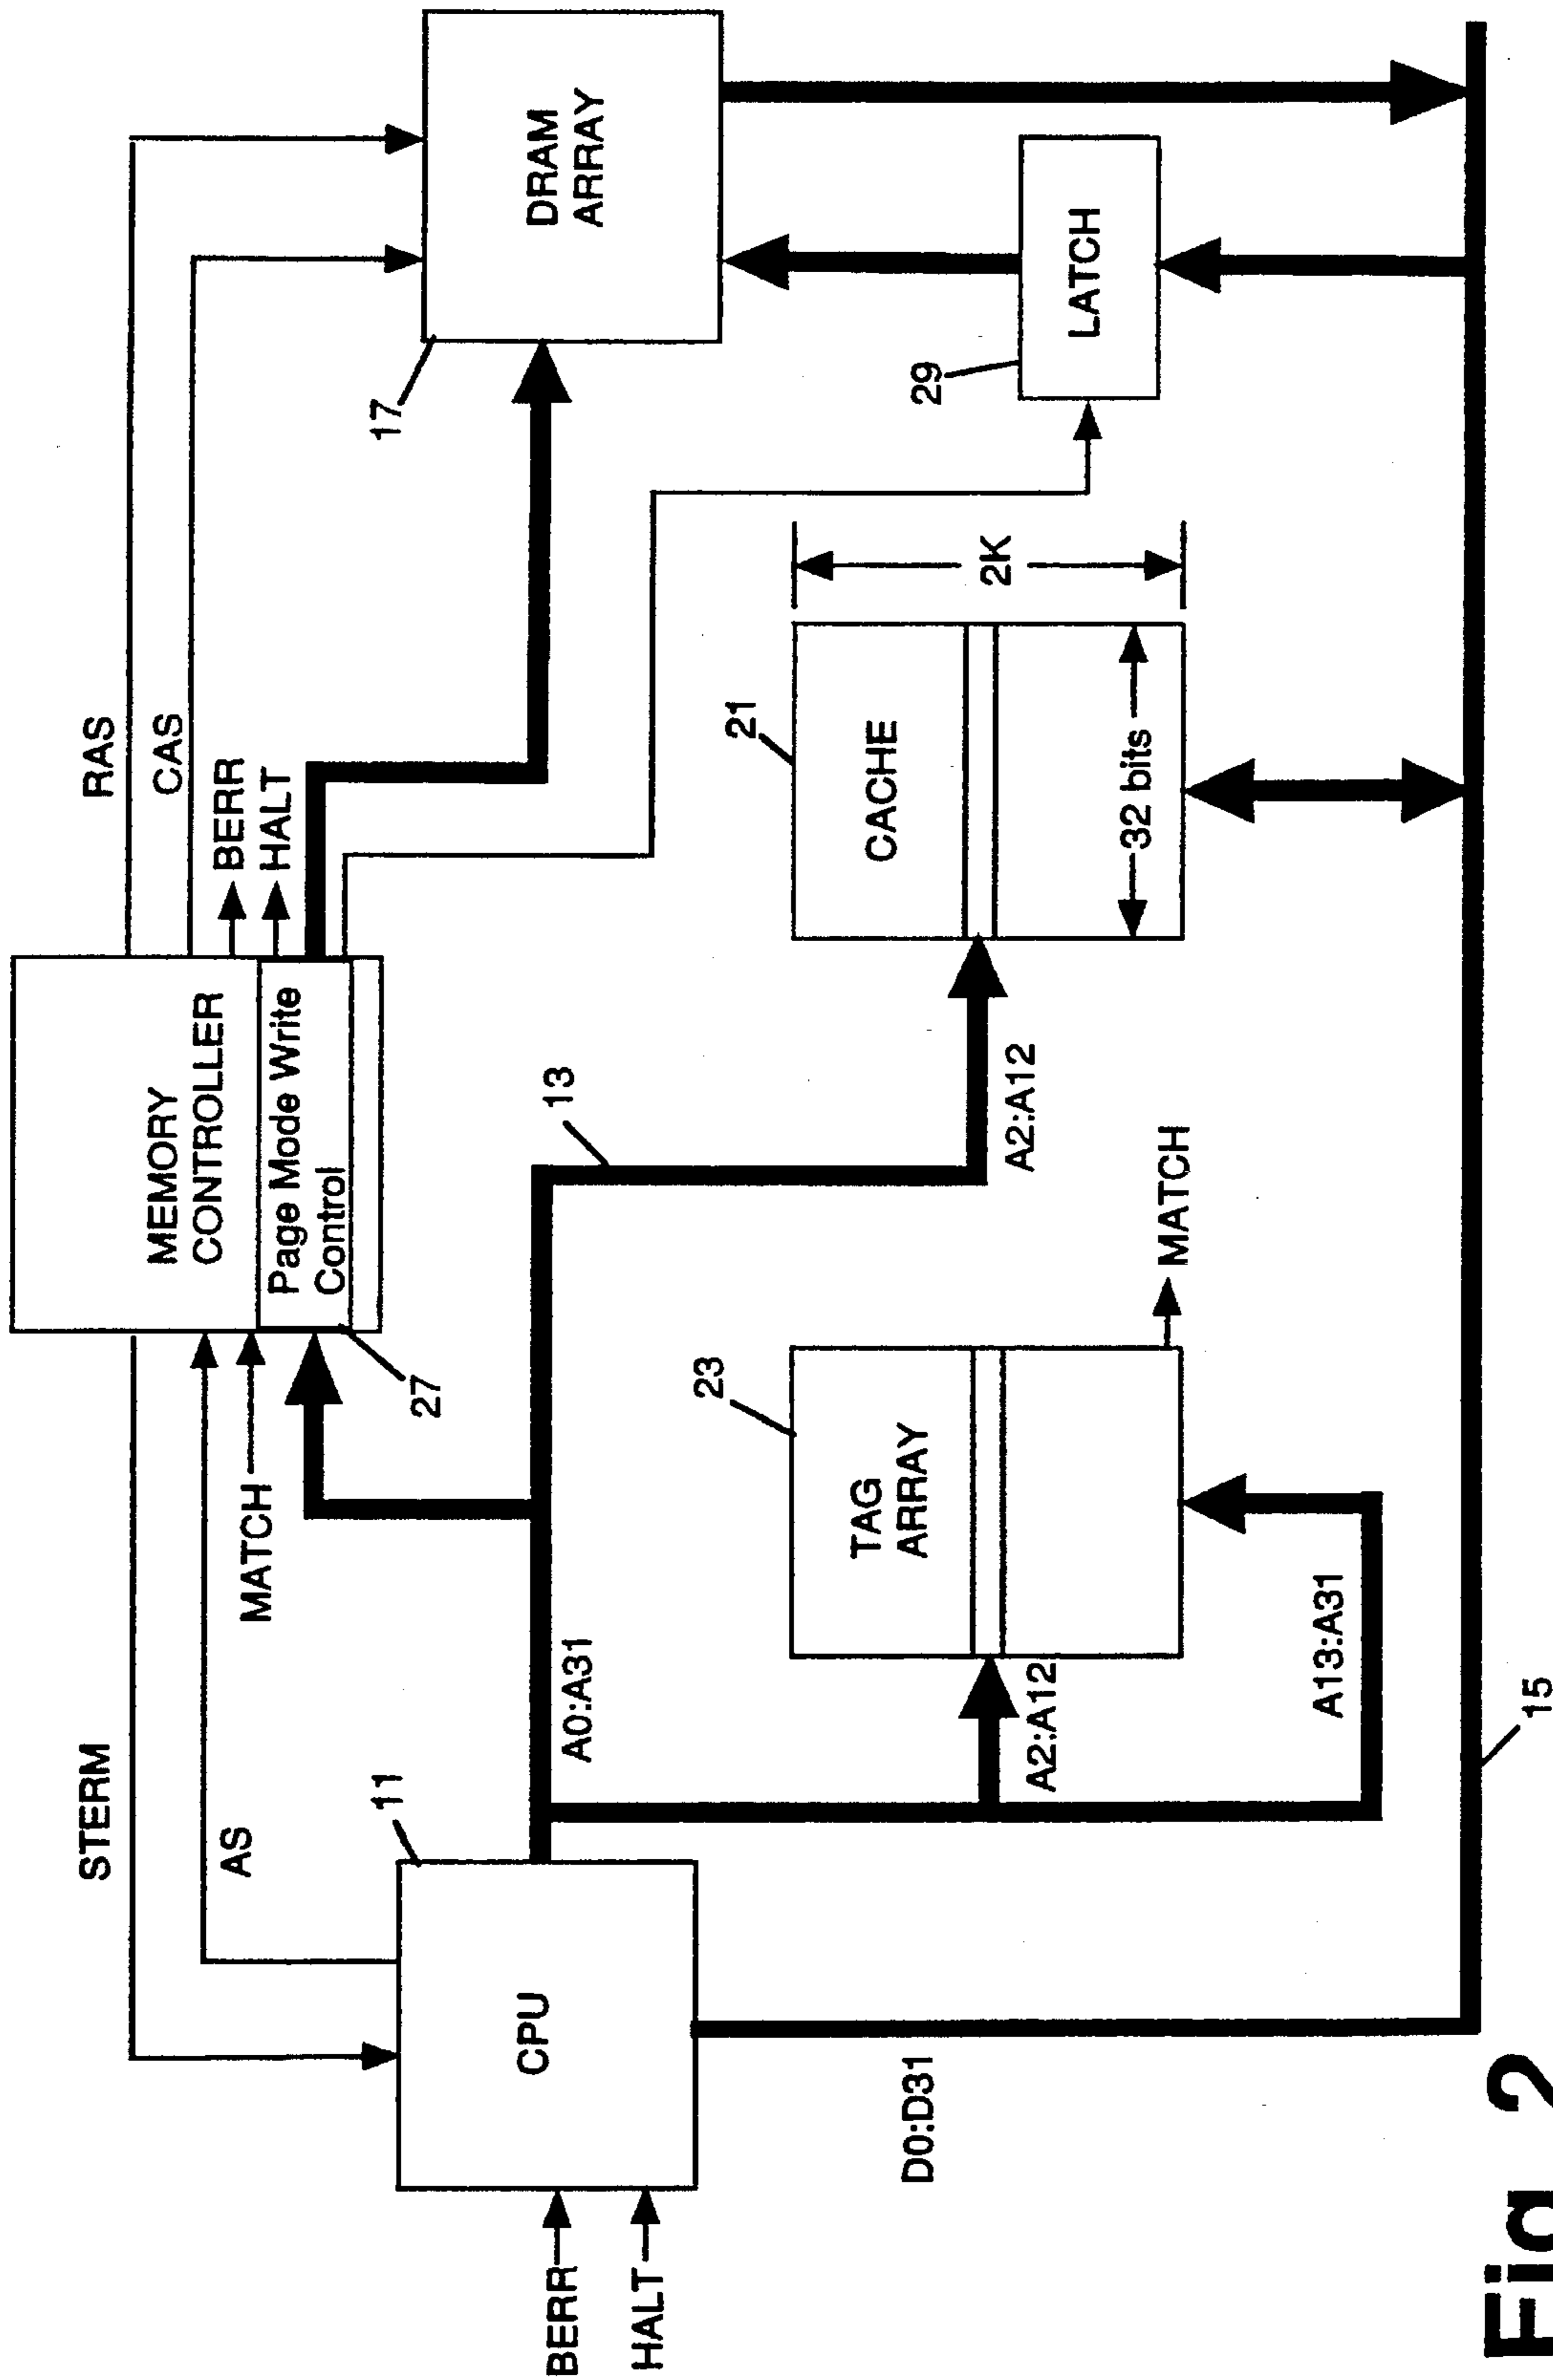 STERM
AS
MATCH
MEMORY
CONTROLLER
Page Mode Write
Control
27
RAS
CAS
BERR
HALT
BERR
HALT
CPU
11
A0:A31
13
17
DRAM
ARRAY
D0:D31
TAG
ARRAY
23
A2:A12
A13:A31
MATCH
A2:A12
CACHE
21
32 bits
2K
29
LATCH
15
Fig 2